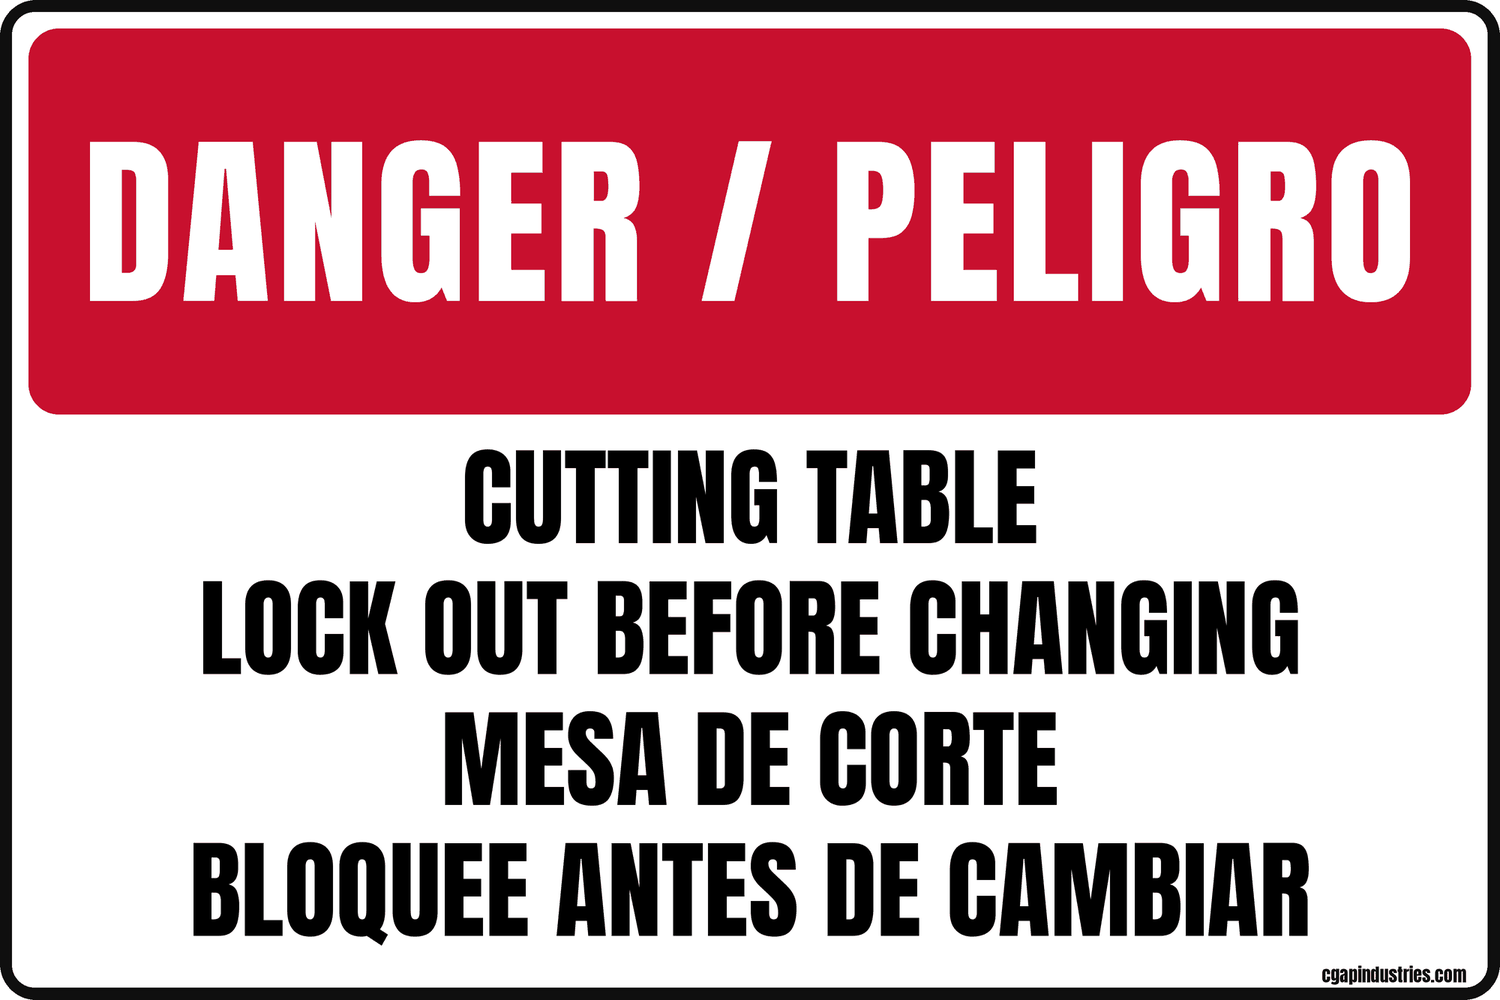 DANGER / PELIGRO
CUTTING TABLE
LOCK OUT BEFORE CHANGING
MESA DE CORTE
BLOQUEE ANTES DE CAMBIAR
cgapindustries.com